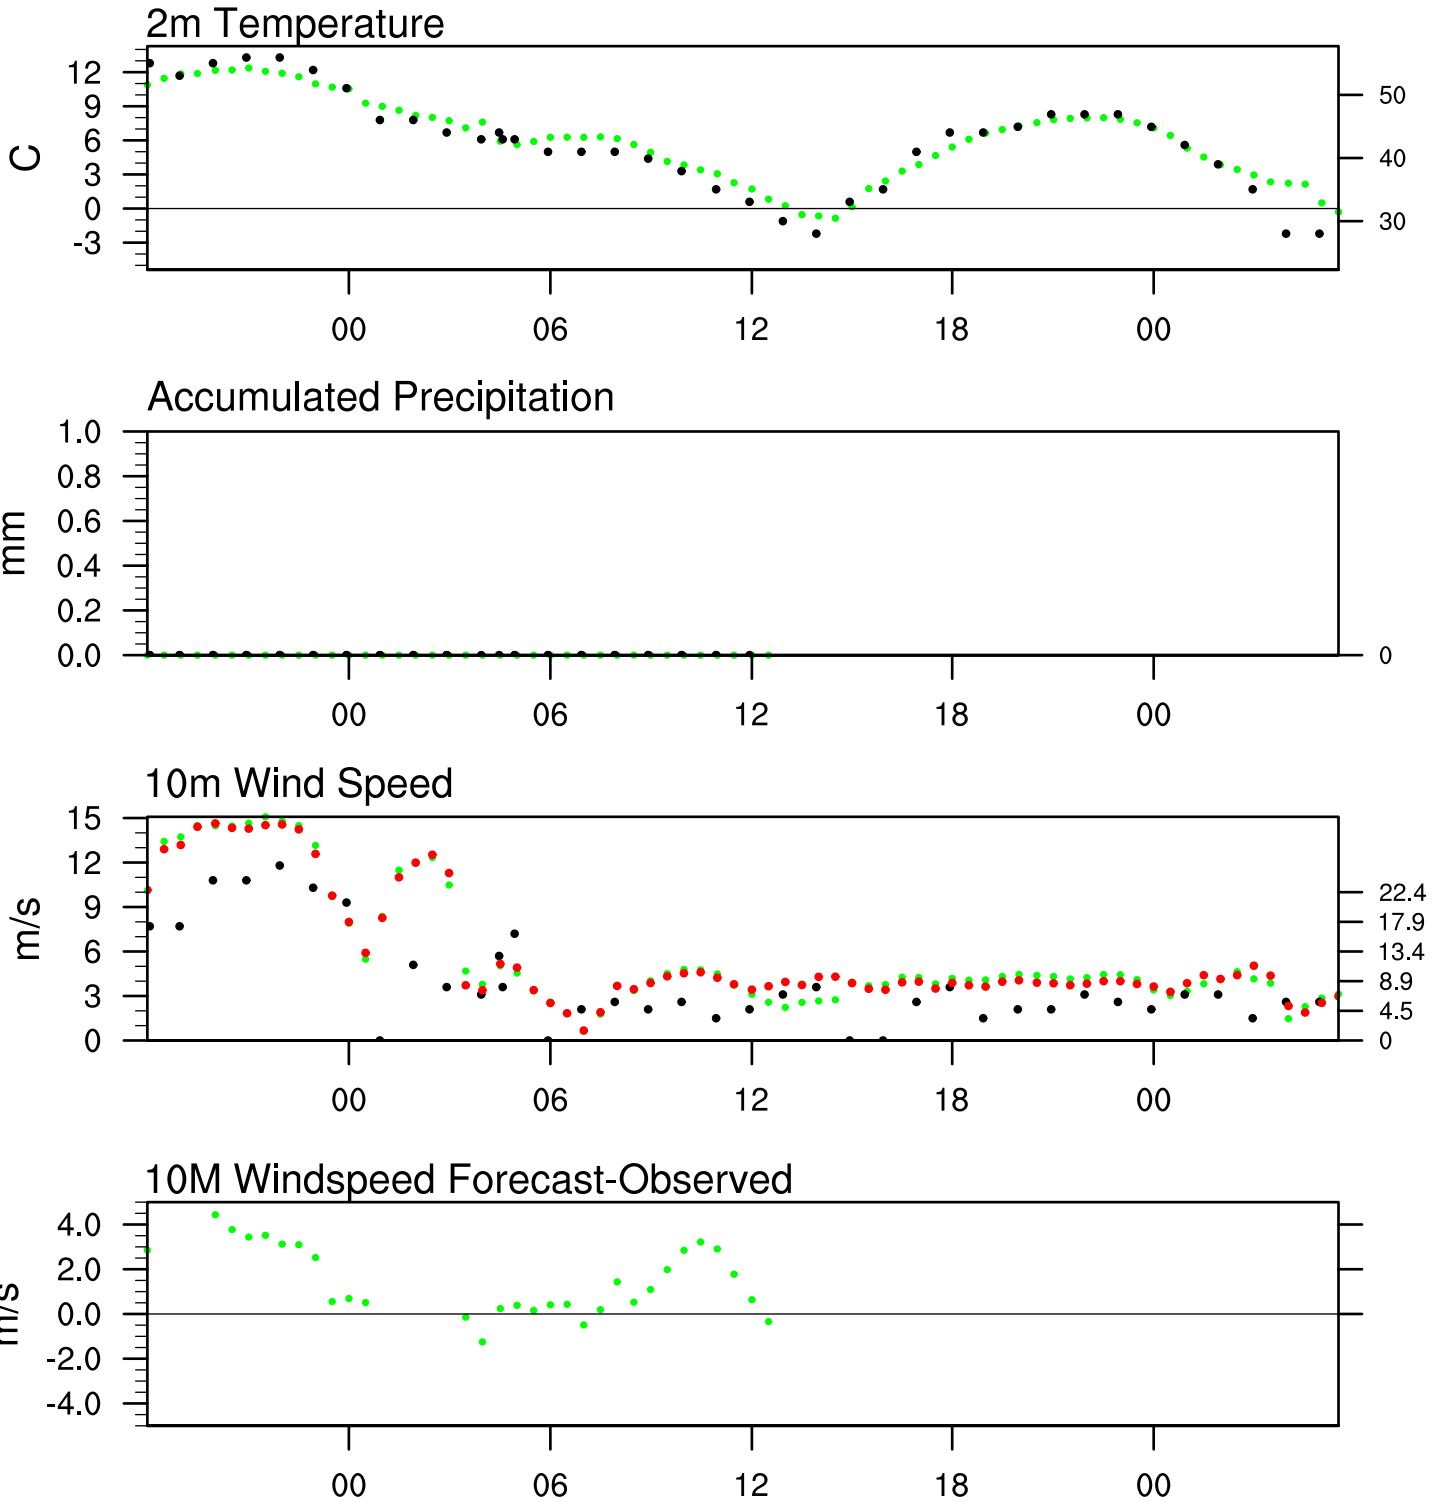 2m Temperature
C
12
9
6
3
0
-3
50
40
30
00 06 12 18 00
Accumulated Precipitation
mm
1.0
0.8
0.6
0.4
0.2
0.0
0
00 06 12 18 00
10m Wind Speed
m/s
15
12
9
6
3
0
22.4
17.9
13.4
8.9
4.5
0
00 06 12 18 00
10M Windspeed Forecast-Observed
m/s
4.0
2.0
0.0
-2.0
-4.0
00 06 12 18 00